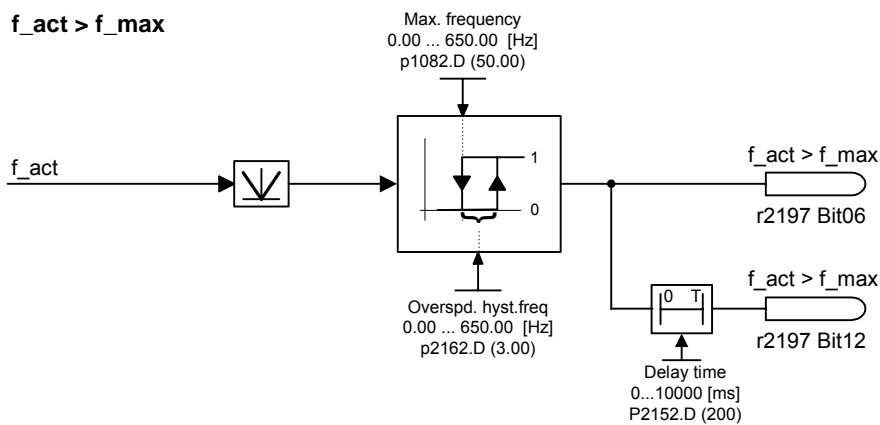 f_act > f_max
Max. frequency
0.00 ... 650.00 [Hz]
p1082.D (50.00)
f_act
1
0
f_act > f_max
r2197 Bit06
Overspd. hyst.freq
0.00 ... 650.00 [Hz]
p2162.D (3.00)
0 T
f_act > f_max
r2197 Bit12
Delay time
0...10000 [ms]
P2152.D (200)